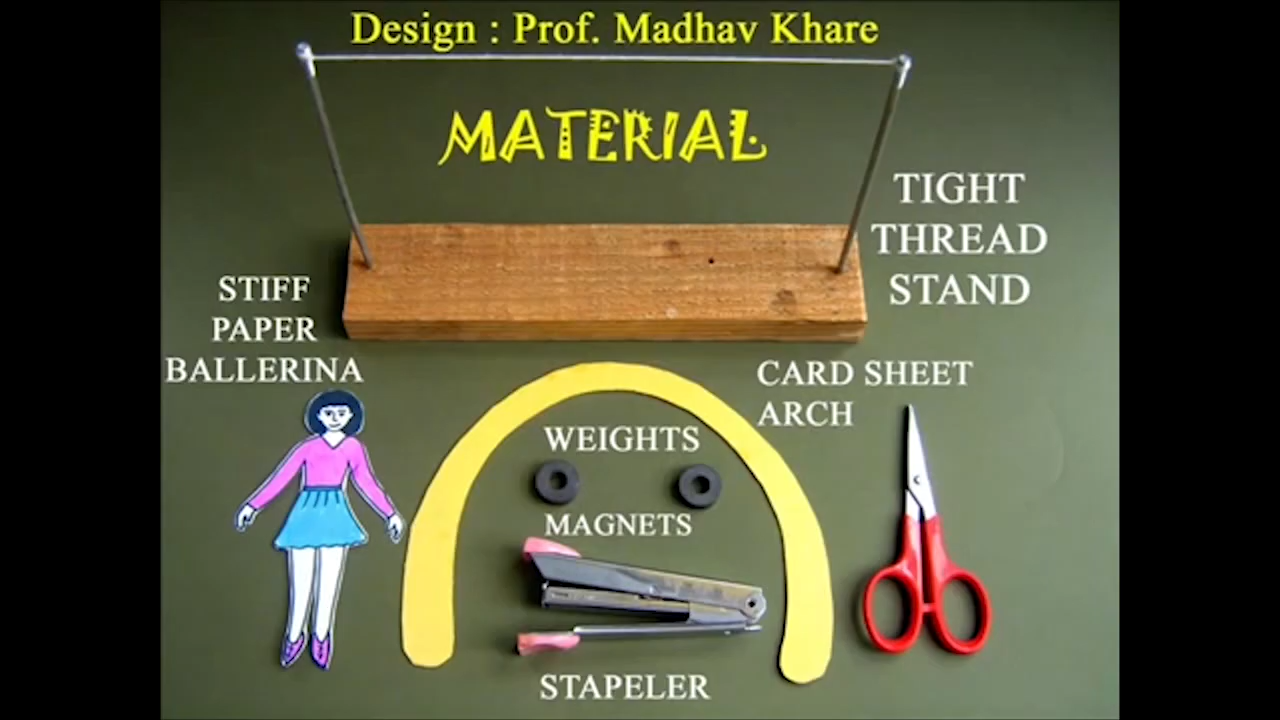 Design : Prof. Madhav Khare
MATERIAL
TIGHT
THREAD
STAND
STIFF
PAPER
BALLERINA
CARD SHEET
ARCH
WEIGHTS
MAGNETS
STAPELER